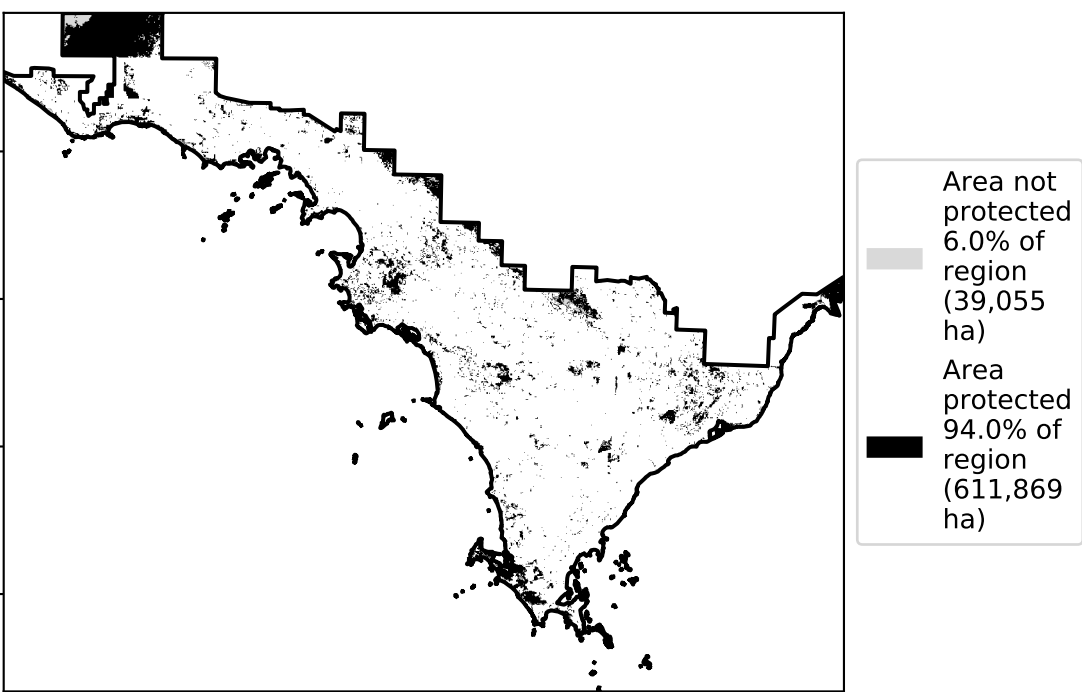 Area not
protected
6.0% of
region
(39,055
ha)
Area
protected
94.0% of
region
(611,869
ha)